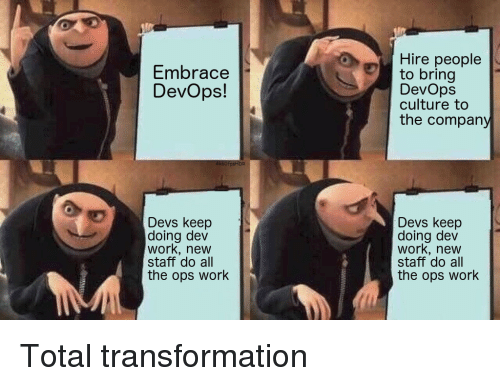 Embrace
DevOps!
Hire people
to bring
DevOps
culture to
the company
Devs keep
doing dev
work, new
staff do all
the ops work
Devs keep
doing dev
work, new
staff do all
the ops work
Total transformation